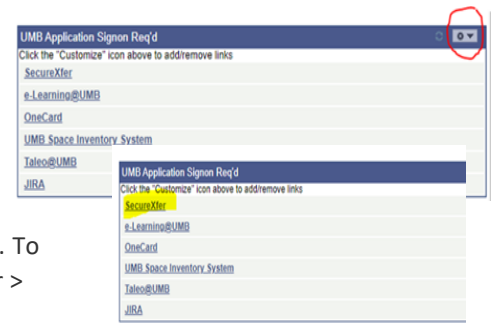 UMB Application Signon Req'd
Click the "Customize" icon above to add/remove links
SecureXfer
e-Learning@UMB
OneCard
UMB Space Inventory System
Taleo@UMB
JIRA
UMB Application Signon Req'd
Click the "Customize" icon above to add/remove links
SecureXfer
e-Learning@UMB
OneCard
UMB Space Inventory System
Taleo@UMB
JIRA
. To
>